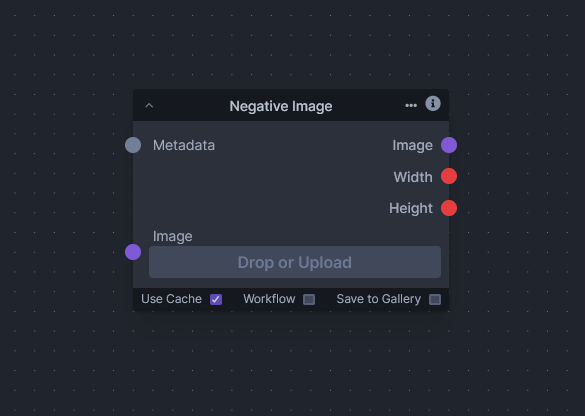 Negative Image
Metadata
Image
Width
Height
Image
Drop or Upload
Use Cache Workflow Save to Gallery